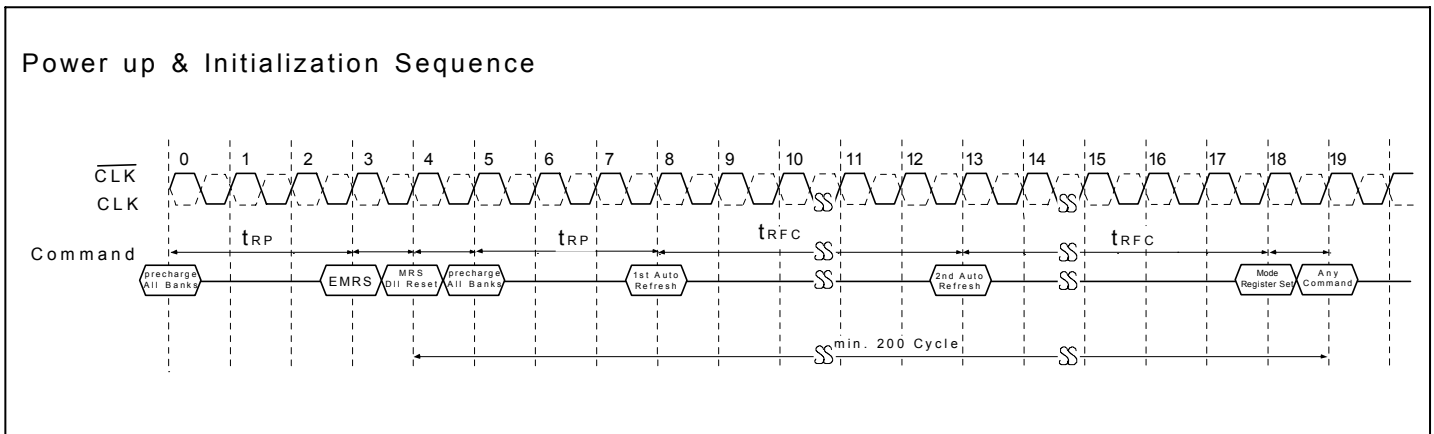 Power up & Initialization Sequence
0 1 2 3 4 5 6 7 8 9 10 11 12 13 14 15 16 17 18 19
CLK
CLK
tRP tRP tRFC tRFC
Command
precharge All Banks
EMRS
MRS Dll Reset
precharge All Banks
1st Auto Refresh
2nd Auto Refresh
Mode Register Set
Any Command
min. 200 Cycle